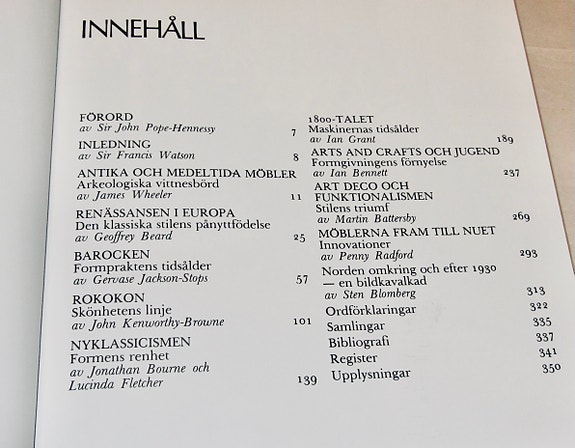 INNEHÅLL
FÖRORD
av Sir John Pope-Hennessy 7
INLEDNING
av Sir Francis Watson 8
ANTIKA OCH MEDELTIDA MÖBLER
Arkeologiska vittnesbörd
av James Wheeler 11
RENÄSSANSEN I EUROPA
Den klassiska stilens pånyttfödelse
av Geoffrey Beard 25
BAROCKEN
Formpraktens tidsålder
av Gervase Jackson-Stops 57
ROKOKON
Skönhetens linje
av John Kenworthy-Browne 101
NYKLASSICISMEN
Formens renhet
av Jonathan Bourne och
Lucinda Fletcher 139
1800-TALET
Maskinernas tidsålder
av Ian Grant 189
ARTS AND CRAFTS OCH JUGEND
Formgivningens förnyelse
av Ian Bennett 237
ART DECO OCH
FUNKTIONALISMEN
Stilens triumf
av Martin Battersby 269
MÖBLERNA FRAM TILL NUET
Innovationer
av Penny Radford 293
Norden omkring och efter 1930
— en bildkavalkad
av Sten Blomberg 313
Ordförklaringar 322
Samlingar 335
Bibliografi 337
Register 341
Upplysningar 350